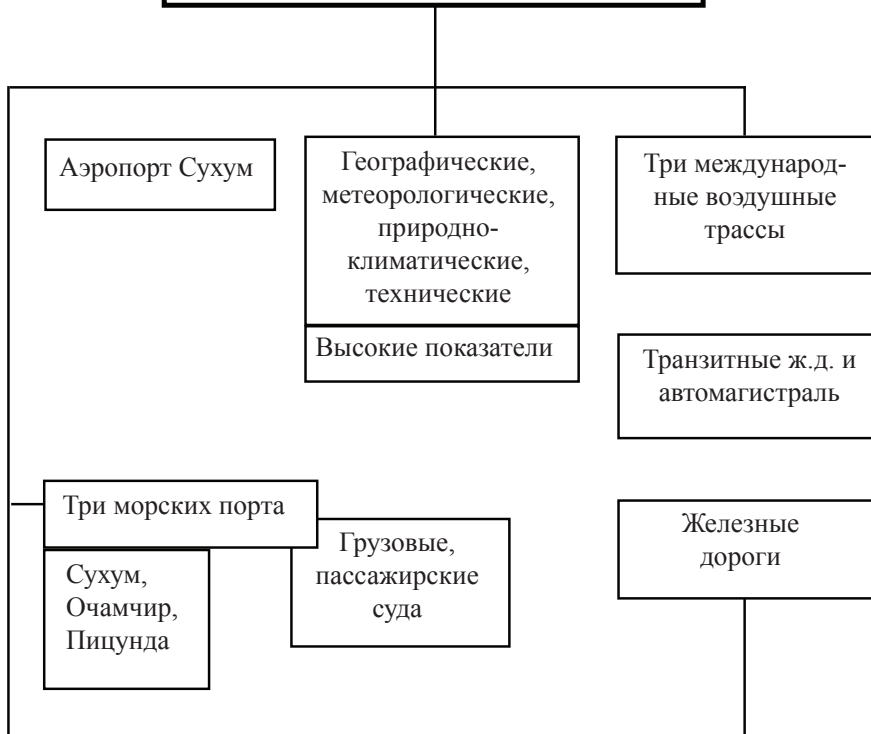 Аэропорт Сухум
Географические,
метеорологические,
природно-
климатические,
технические
Высокие показатели
Три международ-
ные воздушные
трассы
Транзитные ж.д. и
автомагистраль
Три морских порта
Сухум,
Очамчир,
Пицунда
Грузовые,
пассажирские
суда
Железные
дороги